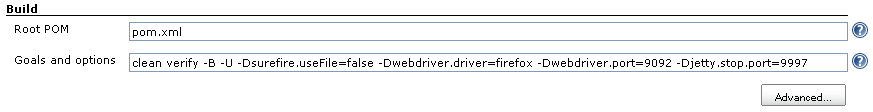 Build
Root POM pom.xml
Goals and options clean verify -B -U -Dsurefire.useFile=false -Dwebdriver.driver=firefox -Dwebdriver.port=9092 -Djetty.stop.port=9997
Advanced...